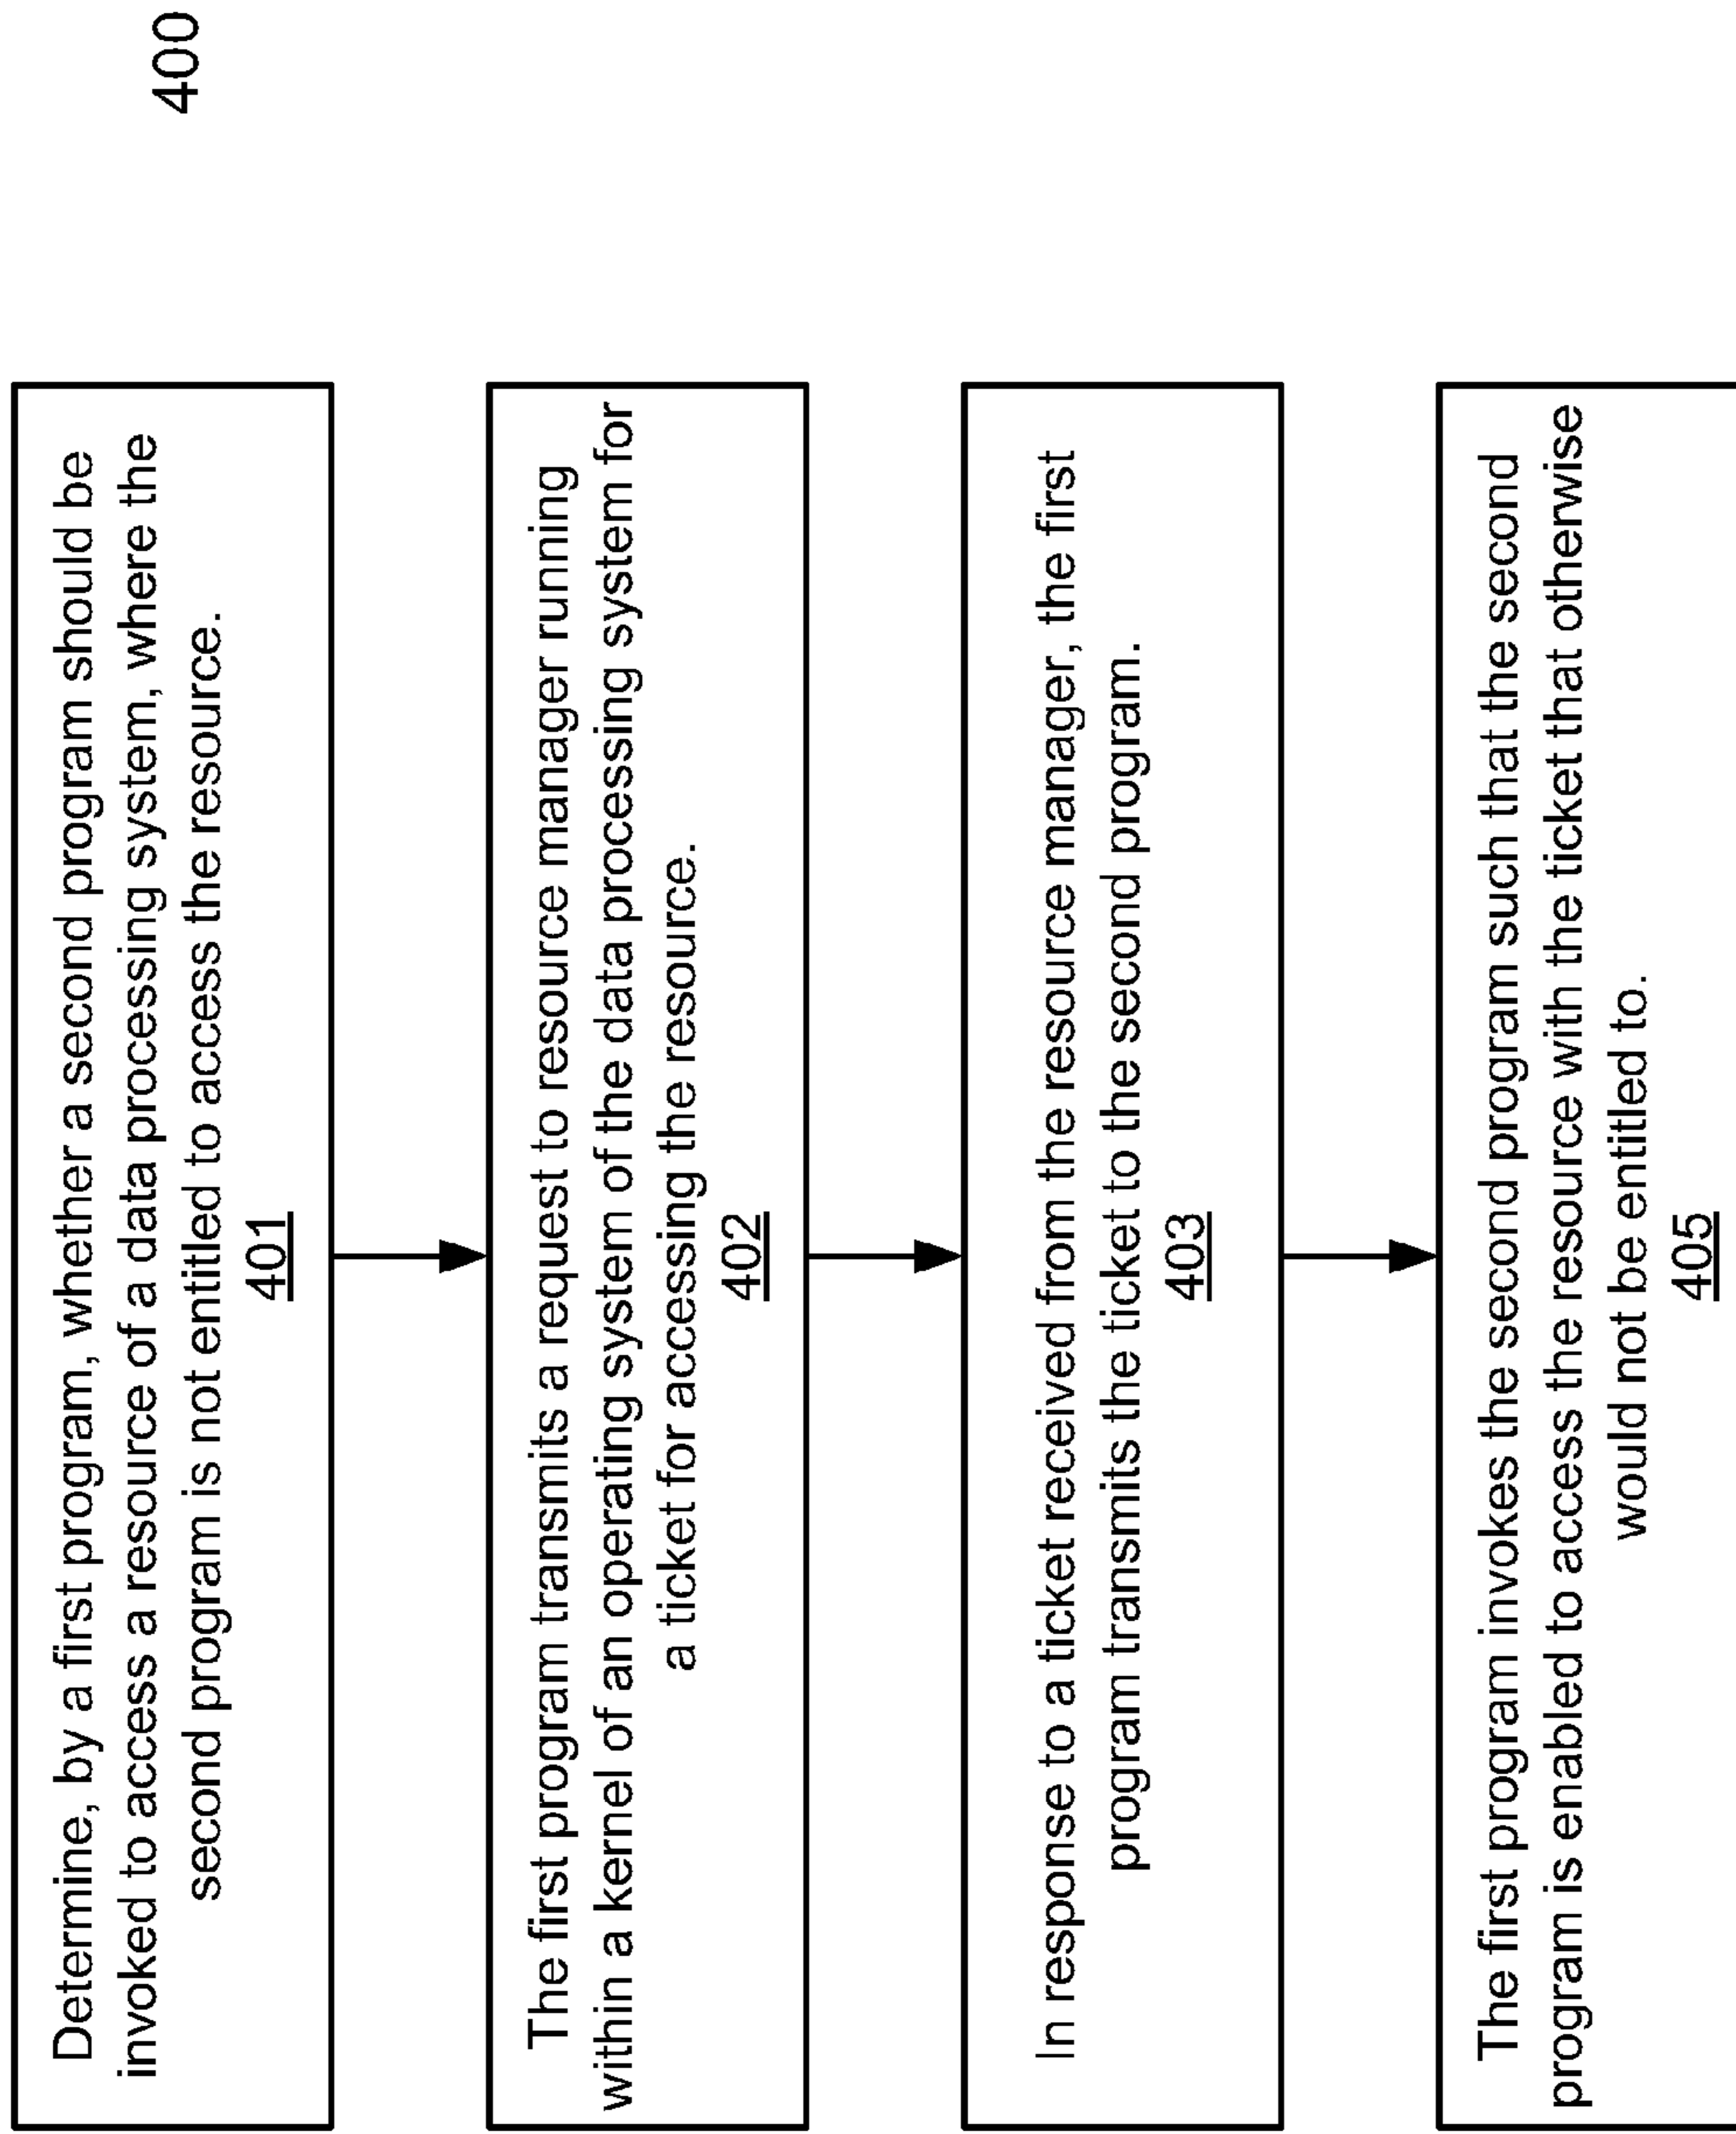 400
Determine, by a first program, whether a second program should be
invoked to access a resource of a data processing system, where the
second program is not entitled to access the resource.
401
The first program transmits a request to resource manager running
within a kernel of an operating system of the data processing system for
a ticket for accessing the resource.
402
In response to a ticket received from the resource manager, the first
program transmits the ticket to the second program.
403
The first program invokes the second program such that the second
program is enabled to access the resource with the ticket that otherwise
would not be entitled to.
405